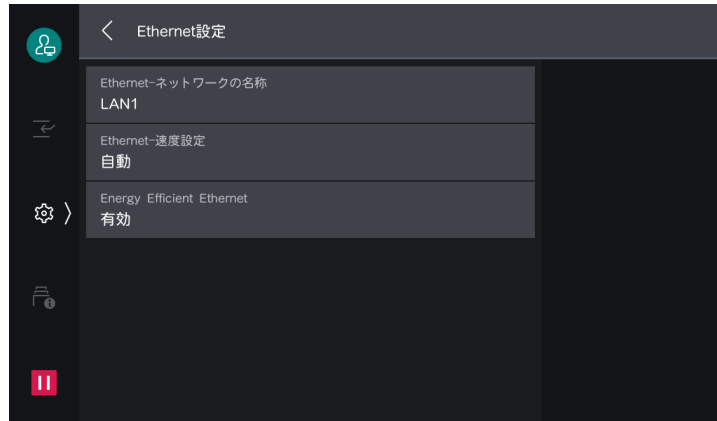 Ethernet設定
Ethernet-ネットワークの名称
LAN1
Ethernet-速度設定
自動
Energy Efficient Ethernet
有効